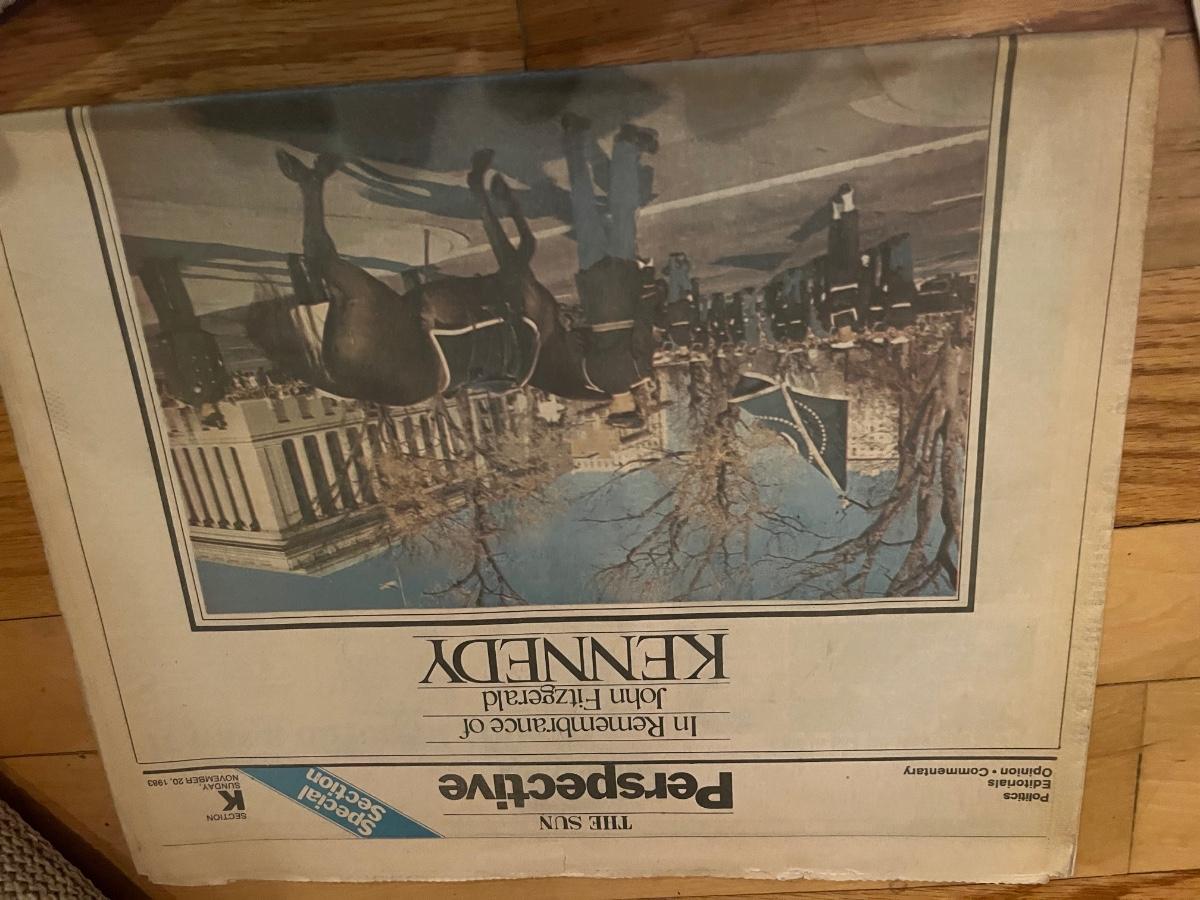 THE SUN
Perspective
Politics
Editorials
Opinion • Commentary
Special
Section
SECTION
K
SUNDAY,
NOVEMBER 20, 1983
In Remembrance of
John Fitzgerald
KENNEDY